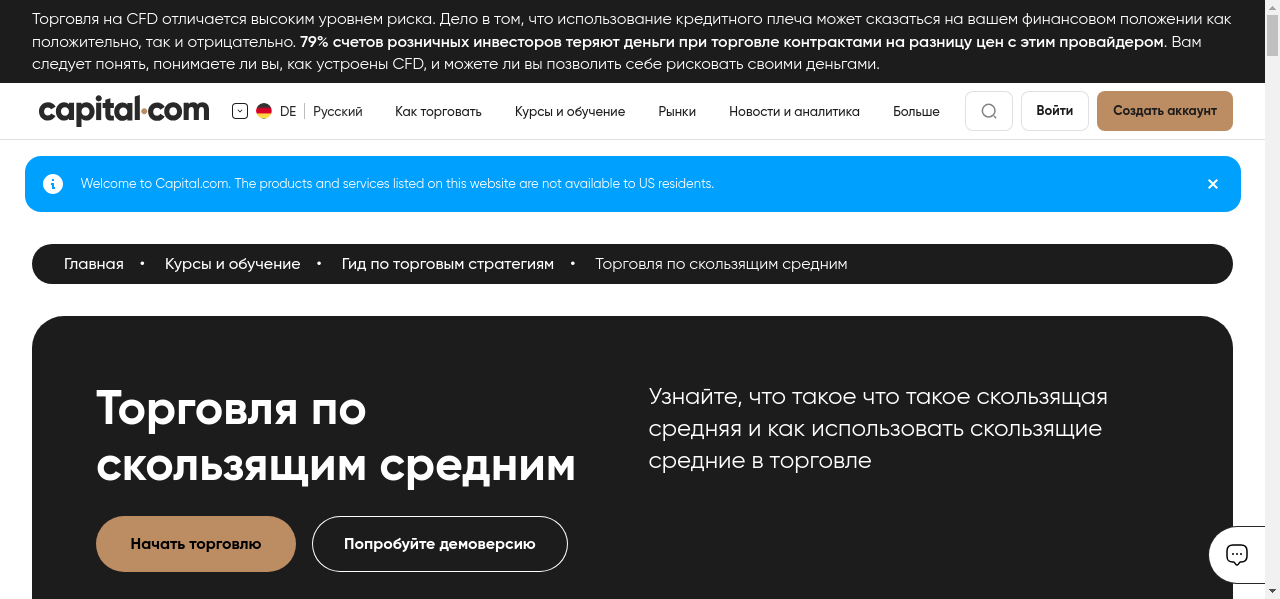 Торговля на CFD отличается высоким уровнем риска. Дело в том, что использование кредитного плеча может сказаться на вашем финансовом положении как
положительно, так и отрицательно. 79% счетов розничных инвесторов теряют деньги при торговле контрактами на разницу цен с этим провайдером. Вам
следует понять, понимаете ли вы, как устроены CFD, и можете ли вы позволить себе рисковать своими деньгами.
capital.com DE Русский Как торговать Курсы и обучение Рынки Новости и аналитика Больше Войти Создать аккаунт
Welcome to Capital.com. The products and services listed on this website are not available to US residents.
Главная • Курсы и обучение • Гид по торговым стратегиям • Торговля по скользящим средним
Торговля по
скользящим средним
Узнайте, что такое что такое скользящая
средняя и как использовать скользящие
средние в торговле
Начать торговлю Попробуйте демоверсию